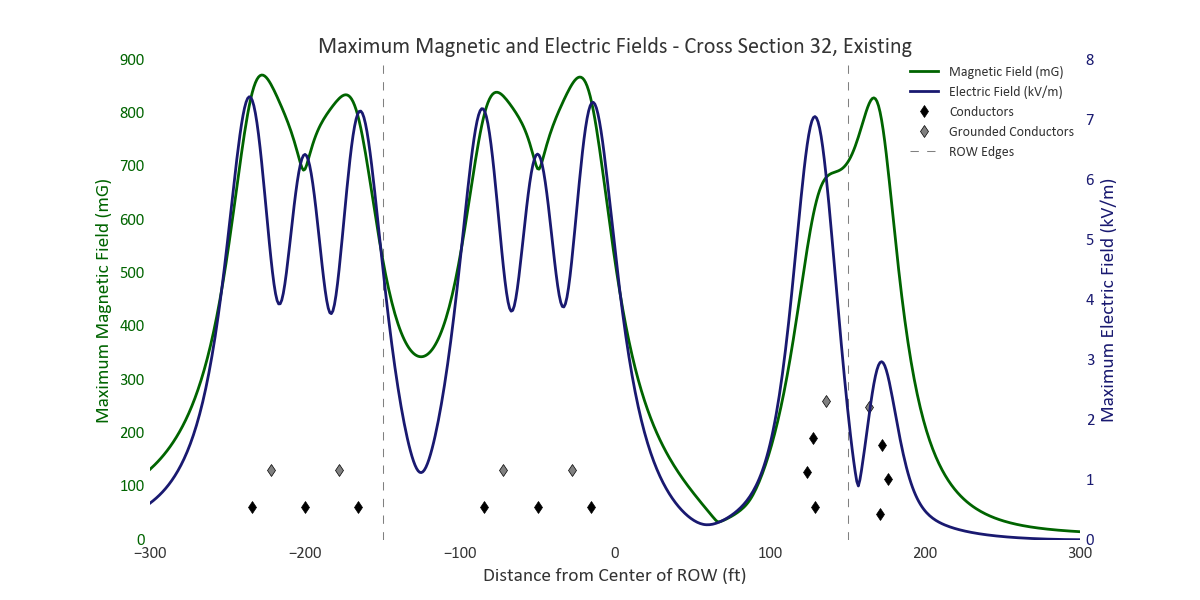 Maximum Magnetic and Electric Fields - Cross Section 32, Existing
Maximum Magnetic Field (mG)
900
800
700
600
500
400
300
200
100
0
Magnetic Field (mG)
Electric Field (kV/m)
Conductors
Grounded Conductors
ROW Edges
8
7
6
5
4
3
2
1
0
Maximum Electric Field (kV/m)
−300
−200
−100
0
100
200
300
Distance from Center of ROW (ft)